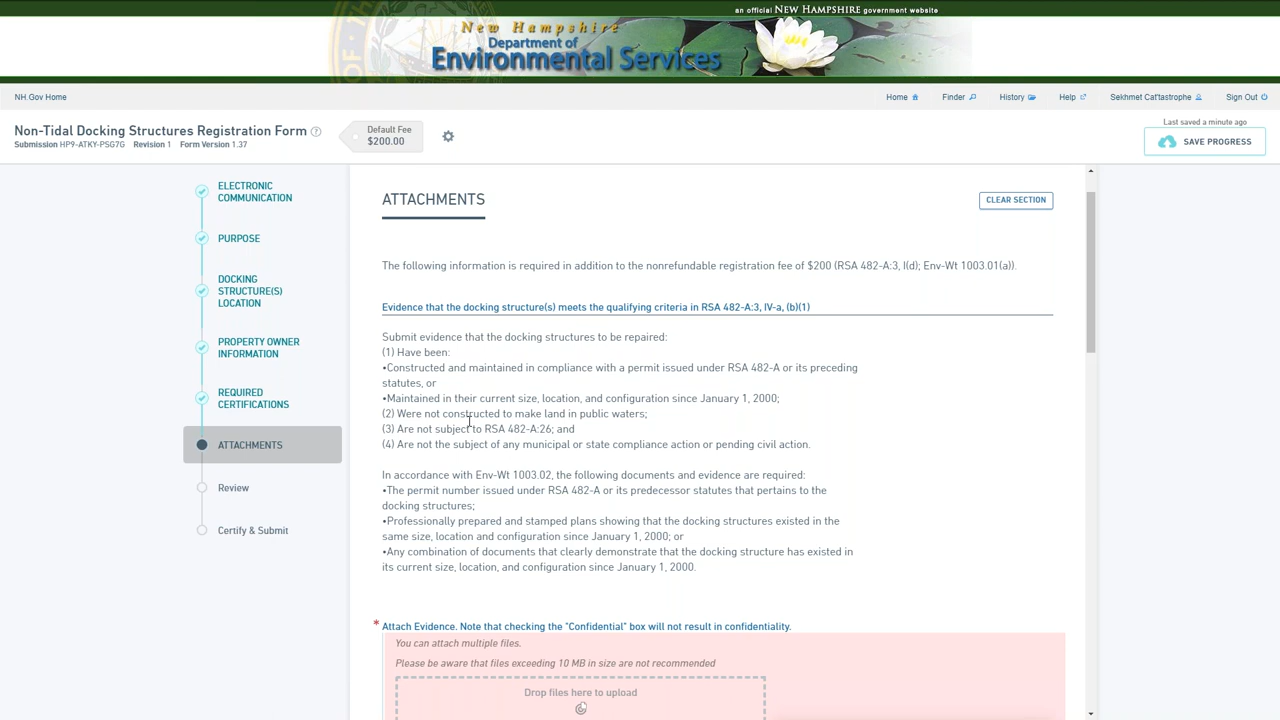 an official NEW HAMPSHIRE government website
New Hampshire
Department of
Environmental Services
NH.Gov Home
Home
Finder
History
Help
Sekhmet Cat'tastrophe
Sign Out
Non-Tidal Docking Structures Registration Form ?
Submission HP9-ATKY-PSG7G Revision 1 Form Version 1.37
Default Fee
$200.00
Last saved a minute ago
SAVE PROGRESS
ELECTRONIC
COMMUNICATION
PURPOSE
DOCKING
STRUCTURE(S)
LOCATION
PROPERTY OWNER
INFORMATION
REQUIRED
CERTIFICATIONS
ATTACHMENTS
Review
Certify & Submit
ATTACHMENTS
CLEAR SECTION
The following information is required in addition to the nonrefundable registration fee of $200 (RSA 482-A:3, I(d); Env-Wt 1003.01(a)).
Evidence that the docking structure(s) meets the qualifying criteria in RSA 482-A:3, IV-a, (b)(1)
Submit evidence that the docking structures to be repaired:
(1) Have been:
•Constructed and maintained in compliance with a permit issued under RSA 482-A or its preceding
statutes, or
•Maintained in their current size, location, and configuration since January 1, 2000;
(2) Were not constructed to make land in public waters;
(3) Are not subject to RSA 482-A:26; and
(4) Are not the subject of any municipal or state compliance action or pending civil action.
In accordance with Env-Wt 1003.02, the following documents and evidence are required:
•The permit number issued under RSA 482-A or its predecessor statutes that pertains to the
docking structures;
•Professionally prepared and stamped plans showing that the docking structures existed in the
same size, location and configuration since January 1, 2000; or
•Any combination of documents that clearly demonstrate that the docking structure has existed in
its current size, location, and configuration since January 1, 2000.
* Attach Evidence. Note that checking the "Confidential" box will not result in confidentiality.
You can attach multiple files.
Please be aware that files exceeding 10 MB in size are not recommended
Drop files here to upload